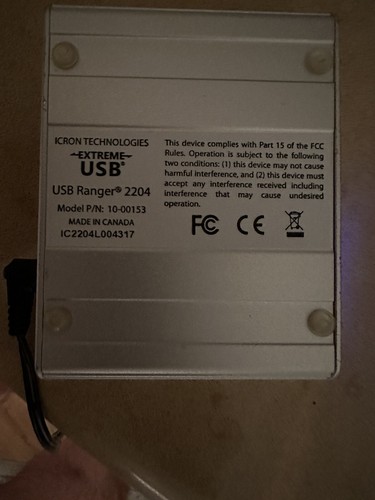 ICRON TECHNOLOGIES
EXTREME
USB®
USB Ranger® 2204
Model P/N: 10-00153
MADE IN CANADA
IC2204L004317
This device complies with Part 15 of the FCC
Rules. Operation is subject to the following
two conditions: (1) this device may not cause
harmful interference, and (2) this device must
accept any interference received including
interference that may cause undesired
operation.
FC CE